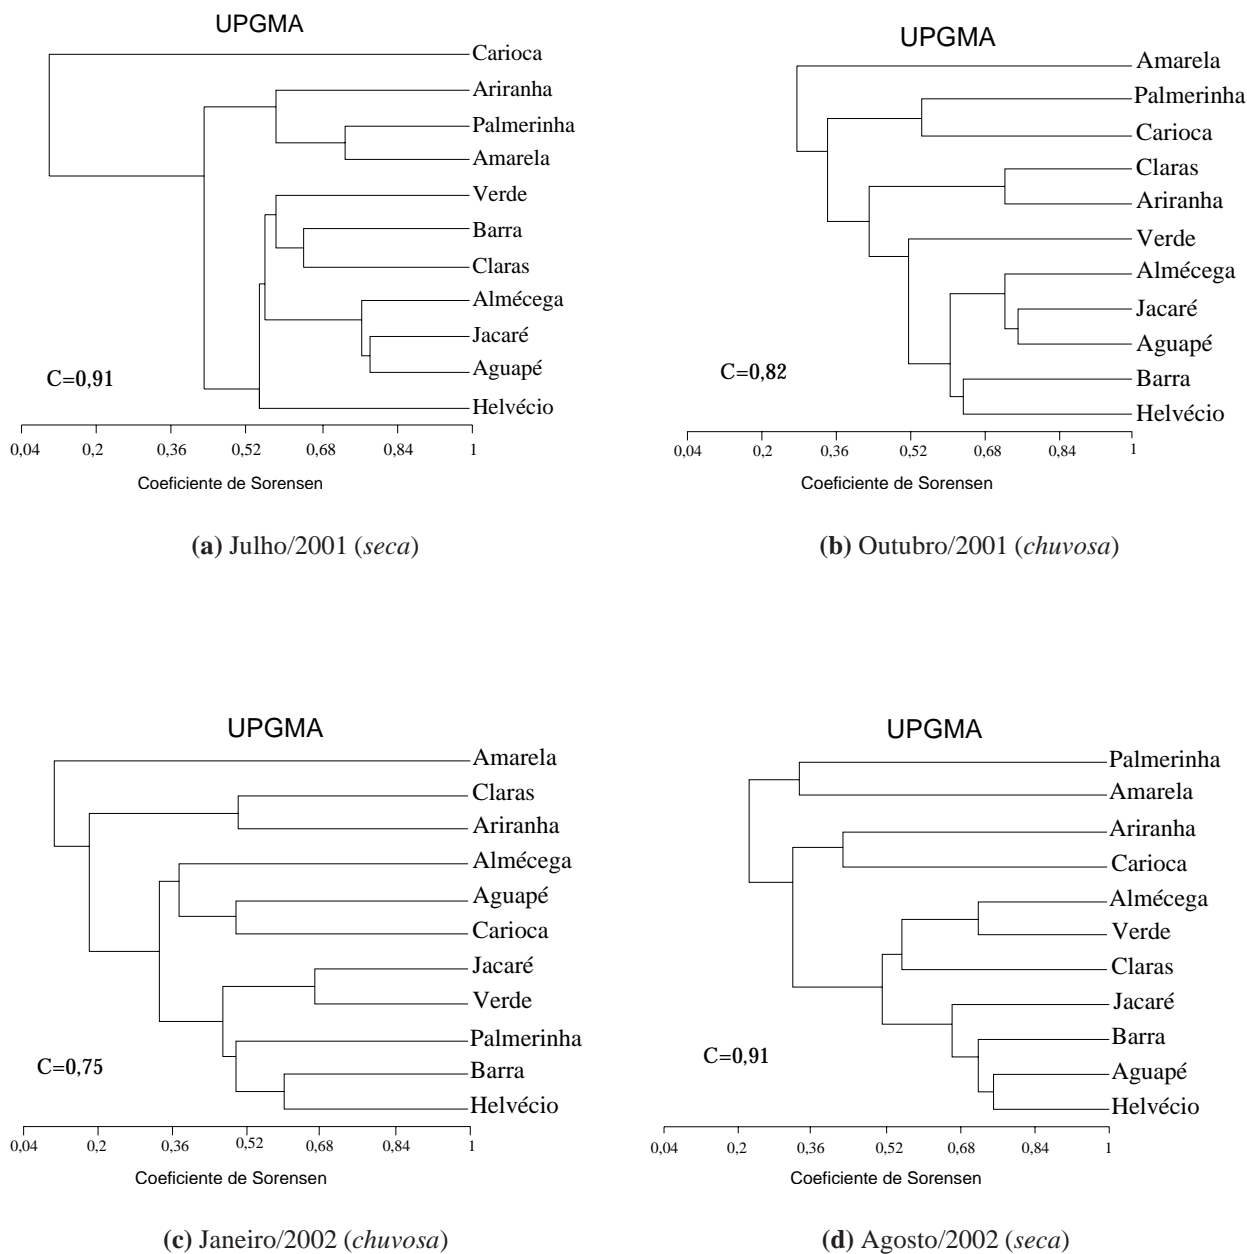 UPGMA
Carioca
Ariranha
Palmerinha
Amarela
Verde
Barra
Claras
Almécega
Jacaré
Aguapé
Helvécio
C=0,91
0,04 0,2 0,36 0,52 0,68 0,84 1
Coeficiente de Sorensen
(a) Julho/2001 (seca)
UPGMA
Amarela
Palmerinha
Carioca
Claras
Ariranha
Verde
Almécega
Jacaré
Aguapé
Barra
Helvécio
C=0,82
0,04 0,2 0,36 0,52 0,68 0,84 1
Coeficiente de Sorensen
(b) Outubro/2001 (chuvosa)
UPGMA
Amarela
Claras
Ariranha
Almécega
Aguapé
Carioca
Jacaré
Verde
Palmerinha
Barra
Helvécio
C=0,75
0,04 0,2 0,36 0,52 0,68 0,84 1
Coeficiente de Sorensen
(c) Janeiro/2002 (chuvosa)
UPGMA
Palmerinha
Amarela
Ariranha
Carioca
Almécega
Verde
Claras
Jacaré
Barra
Aguapé
Helvécio
C=0,91
0,04 0,2 0,36 0,52 0,68 0,84 1
Coeficiente de Sorensen
(d) Agosto/2002 (seca)